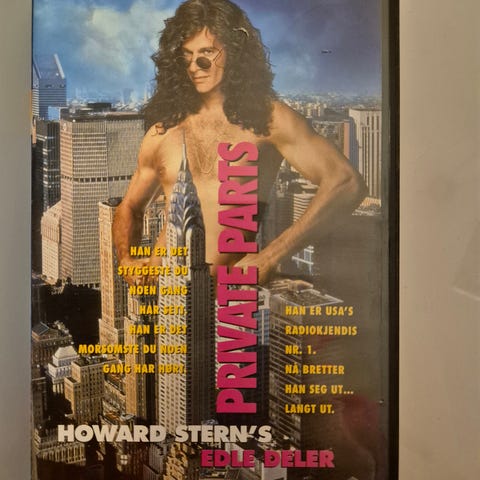 HAN ER DET
STYGGESTE DU
NOEN GANG
HAR SETT.
HAN ER DET
MORSOMSTE DU NOEN
GANG HAR HØRT.
PRIVATE PARTS
HAN ER USA'S
RADIOKJENDIS
NR. 1.
NÅ BRETTER
HAN SEG UT...
LANGT UT.
HOWARD STERN'S
EDLE DELER